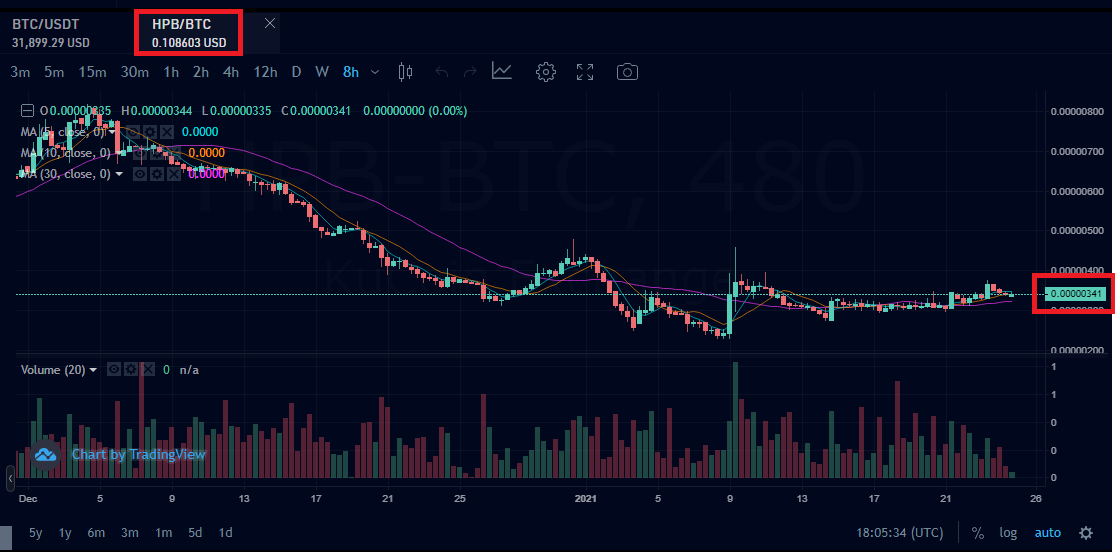 BTC/USDT HPB/BTC
31,899.29 USD 0.108603 USD
3m 5m 15m 30m 1h 2h 4h 12h D W 8h
O0.00000335 H0.00000344 L0.00000335 C0.00000341 0.00000000 (0.00%)
MA (5, close, 0) 0.0000
MA (10, close, 0) 0.0000
MA (30, close, 0) 0.0000
HPB-BTC, 480
0.00000800
0.00000700
0.00000600
0.00000500
0.00000400
0.00000341
0.00000300
0.00000200
Volume (20) 0 n/a
1
1
0
0
0
Chart by TradingView
Dec 5 9 13 17 21 25 2021 5 9 13 17 21 26
5y 1y 6m 3m 1m 5d 1d 18:05:34 (UTC) % log auto